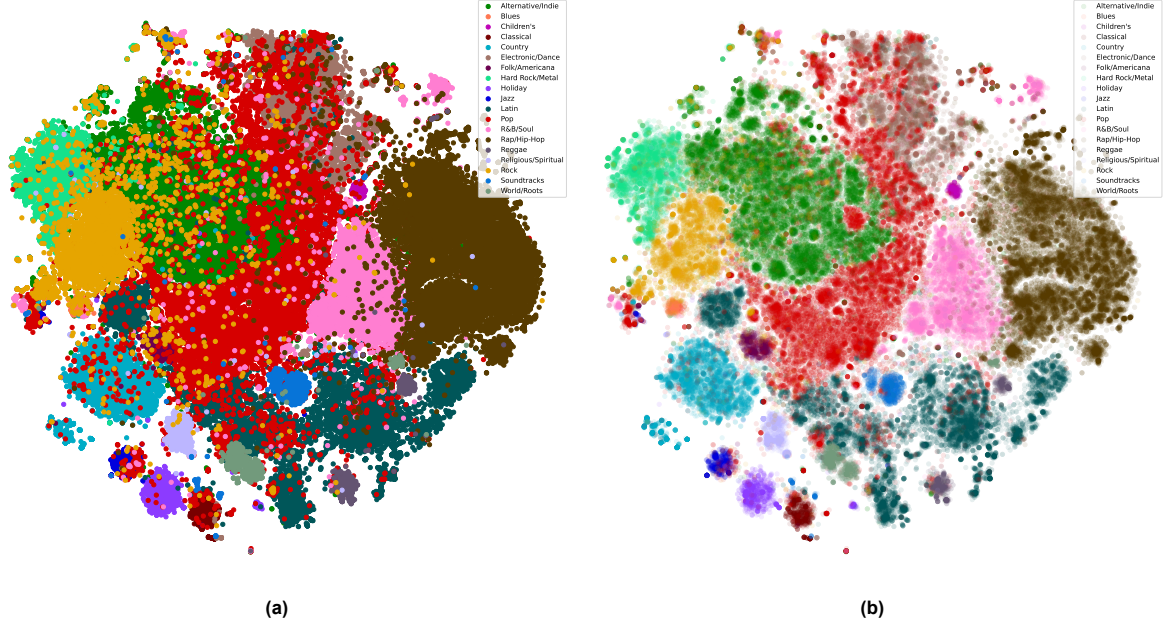 Alternative/Indie
Blues
Children's
Classical
Country
Electronic/Dance
Folk/Americana
Hard Rock/Metal
Holiday
Jazz
Latin
Pop
R&B/Soul
Rap/Hip-Hop
Reggae
Religious/Spiritual
Rock
Soundtracks
World/Roots
(a)
Alternative/Indie
Blues
Children's
Classical
Country
Electronic/Dance
Folk/Americana
Hard Rock/Metal
Holiday
Jazz
Latin
Pop
R&B/Soul
Rap/Hip-Hop
Reggae
Religious/Spiritual
Rock
Soundtracks
World/Roots
(b)